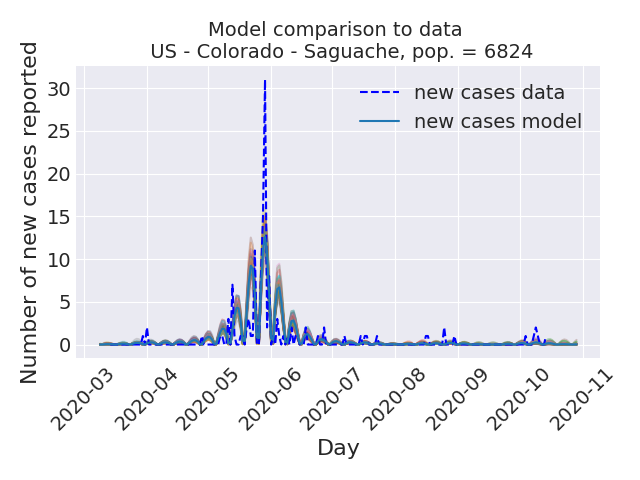 Model comparison to data
US - Colorado - Saguache, pop. = 6824
Number of new cases reported
30
25
20
15
10
5
0
new cases data
new cases model
2020-03
2020-04
2020-05
2020-06
2020-07
2020-08
2020-09
2020-10
2020-11
Day